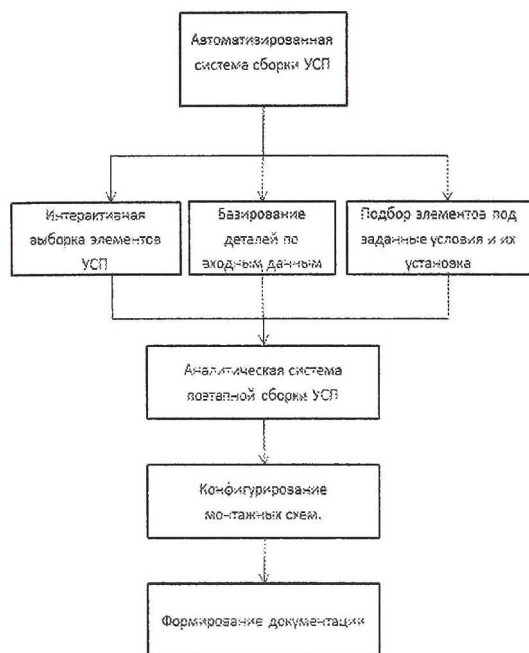 Автоматизированная
система сборки УСП
Интерактивная
выборка элементов
УСП
Базирование
деталей по
входным данным
Подбор элементов под
заданные условия и их
установка
Аналитическая система
поэтапной сборки УСП
Конфигурирование
монтажных схем.
Формирование документации